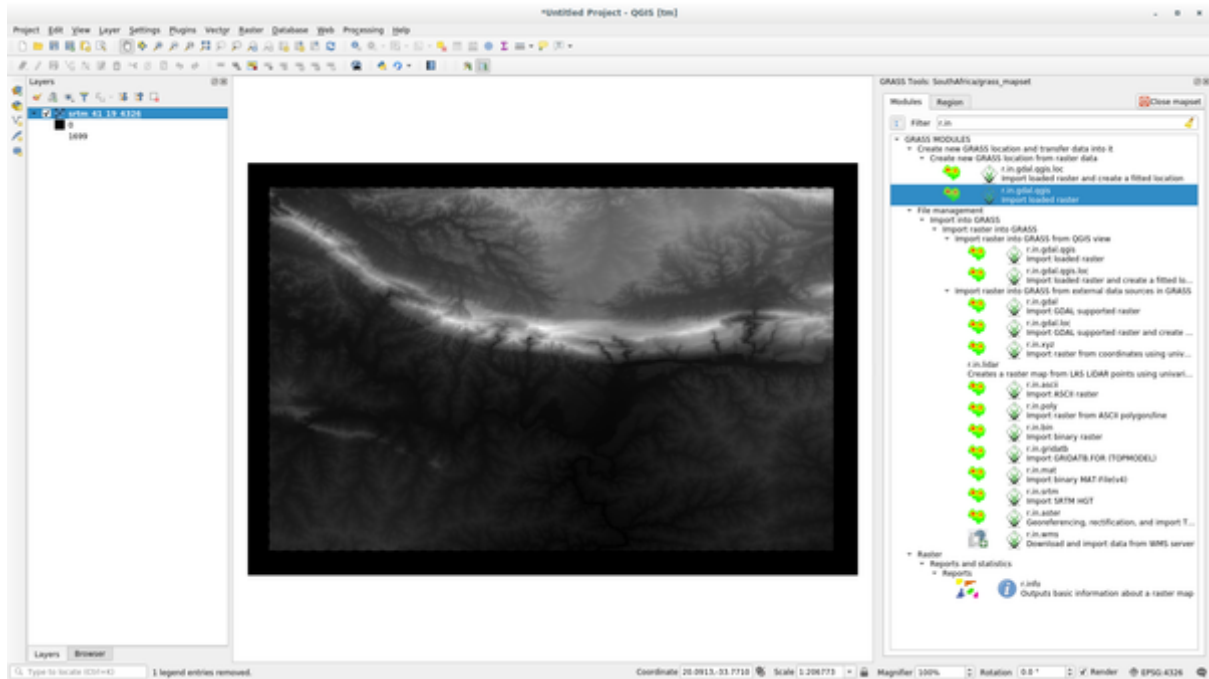 *Untitled Project - QGIS [tm]
Project Edit View Layer Settings Plugins Vector Raster Database Web Processing Help
Layers
srtm_41_19_4326
0
1699
Layers Browser
Type to locate (Ctrl+K) 1 legend entries removed.
Coordinate 20.0913,-33.7710 Scale 1:206773 Magnifier 100% Rotation 0.0 ° Render EPSG:4326
GRASS Tools: SouthAfrica/grass_mapset
Modules Region Close mapset
Filter r.in
GRASS MODULES
Create new GRASS location and transfer data into it
Create new GRASS location from raster data
r.in.gdal.qgis.loc
Import loaded raster and create a fitted location
r.in.gdal.qgis
Import loaded raster
File management
Import into GRASS
Import raster into GRASS
Import raster into GRASS from QGIS view
r.in.gdal.qgis
Import loaded raster
r.in.gdal.qgis.loc
Import loaded raster and create a fitted lo...
Import raster into GRASS from external data sources in GRASS
r.in.gdal
Import GDAL supported raster
r.in.gdal.loc
Import GDAL supported raster and create ...
r.in.xyz
Import raster from coordinates using univ...
r.in.lidar
Creates a raster map from LAS LiDAR points using univari...
r.in.ascii
Import ASCII raster
r.in.poly
Import raster from ASCII polygon/line
r.in.bin
Import binary raster
r.in.gridatb
Import GRIDATB.FOR (TOPMODEL)
r.in.mat
Import binary MAT-File(v4)
r.in.srtm
Import SRTM HGT
r.in.aster
Georeferencing, rectification, and import T...
r.in.wms
Download and import data from WMS server
Raster
Reports and statistics
Reports
r.info
Outputs basic information about a raster map